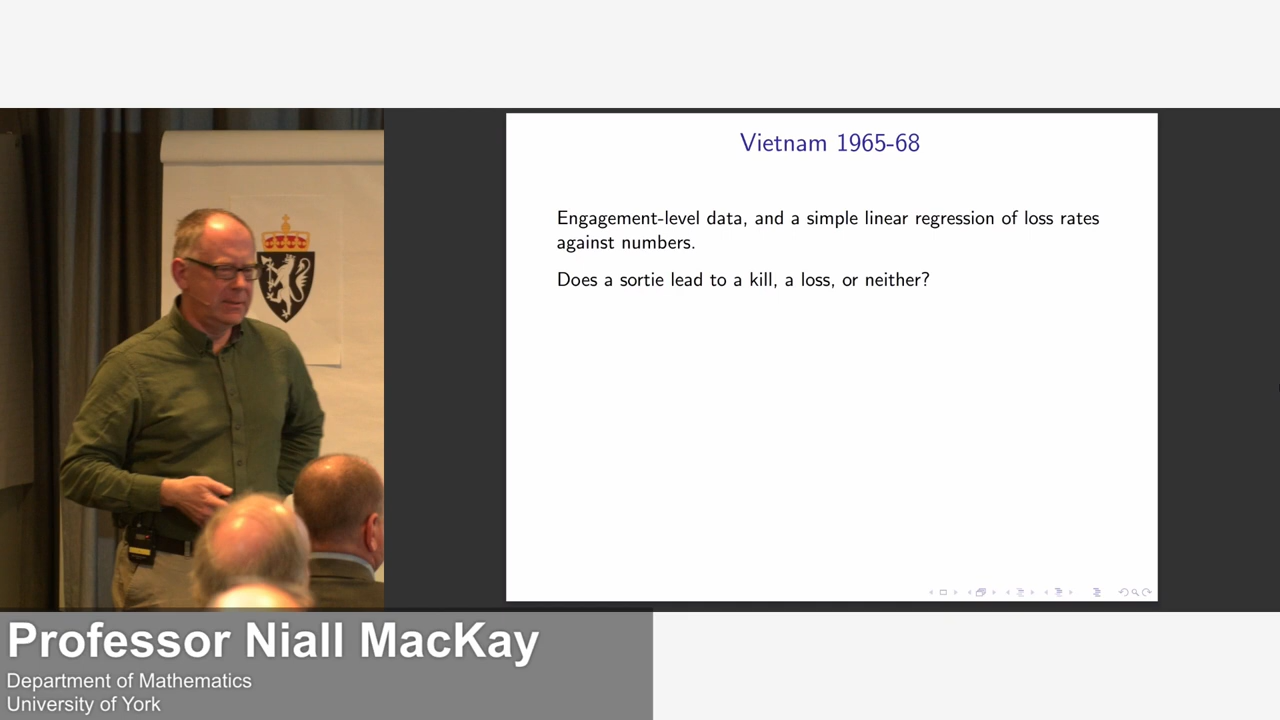 Vietnam 1965-68
Engagement-level data, and a simple linear regression of loss rates
against numbers.
Does a sortie lead to a kill, a loss, or neither?
Professor Niall MacKay
Department of Mathematics
University of York